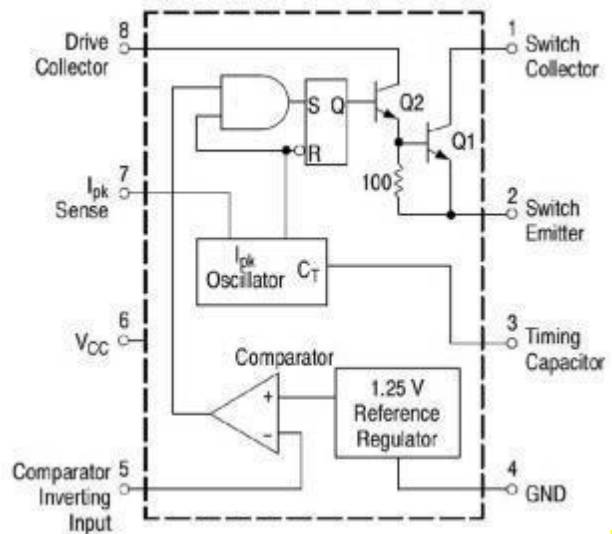 8
Drive
Collector
1
Switch
Collector
S Q
R
Q2
Q1
100
7
Ipk
Sense
2
Switch
Emitter
Ipk
Oscillator
CT
6
VCC
3
Timing
Capacitor
Comparator
+
−
1.25 V
Reference
Regulator
5
Comparator
Inverting
Input
4
GND